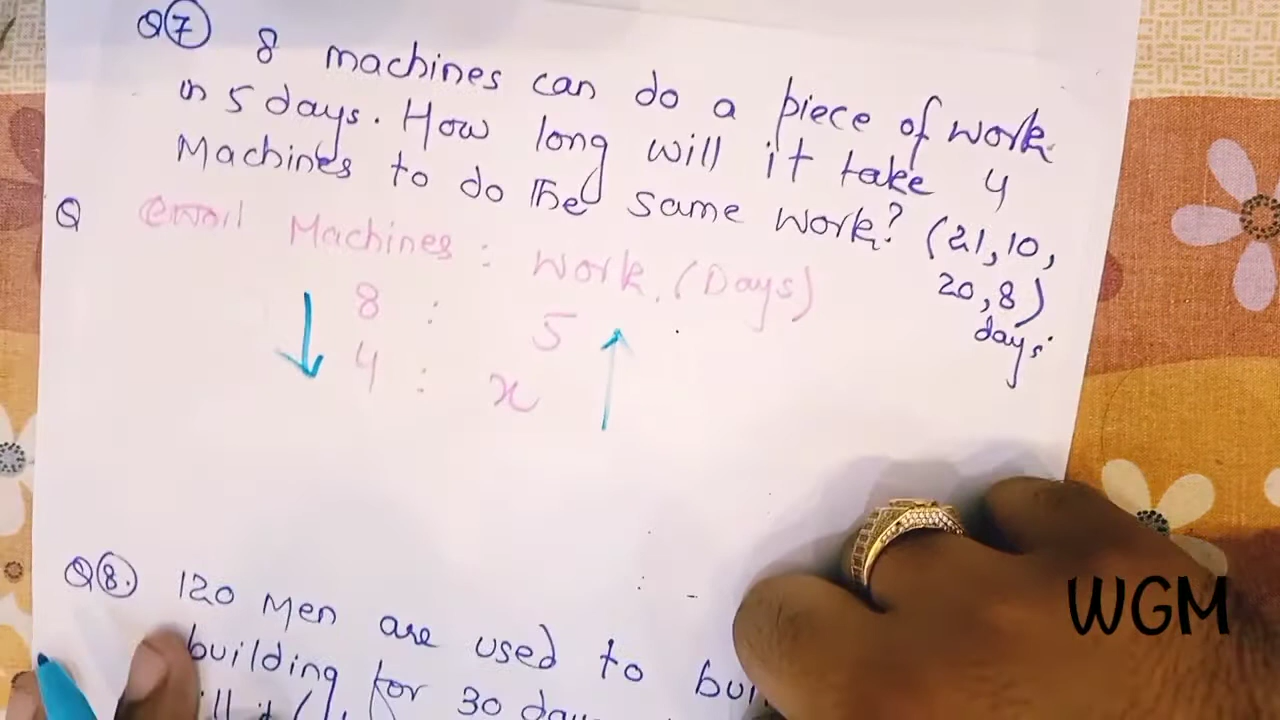 Q(7) 8 machines can do a piece of work
in 5 days. How long will it take 4
Machines to do the same work? (21, 10,
20, 8)
days.
Q Machines : Work (Days)
8 : 5
4 : x
Q(8). 120 Men are used to
building for 30
WGM